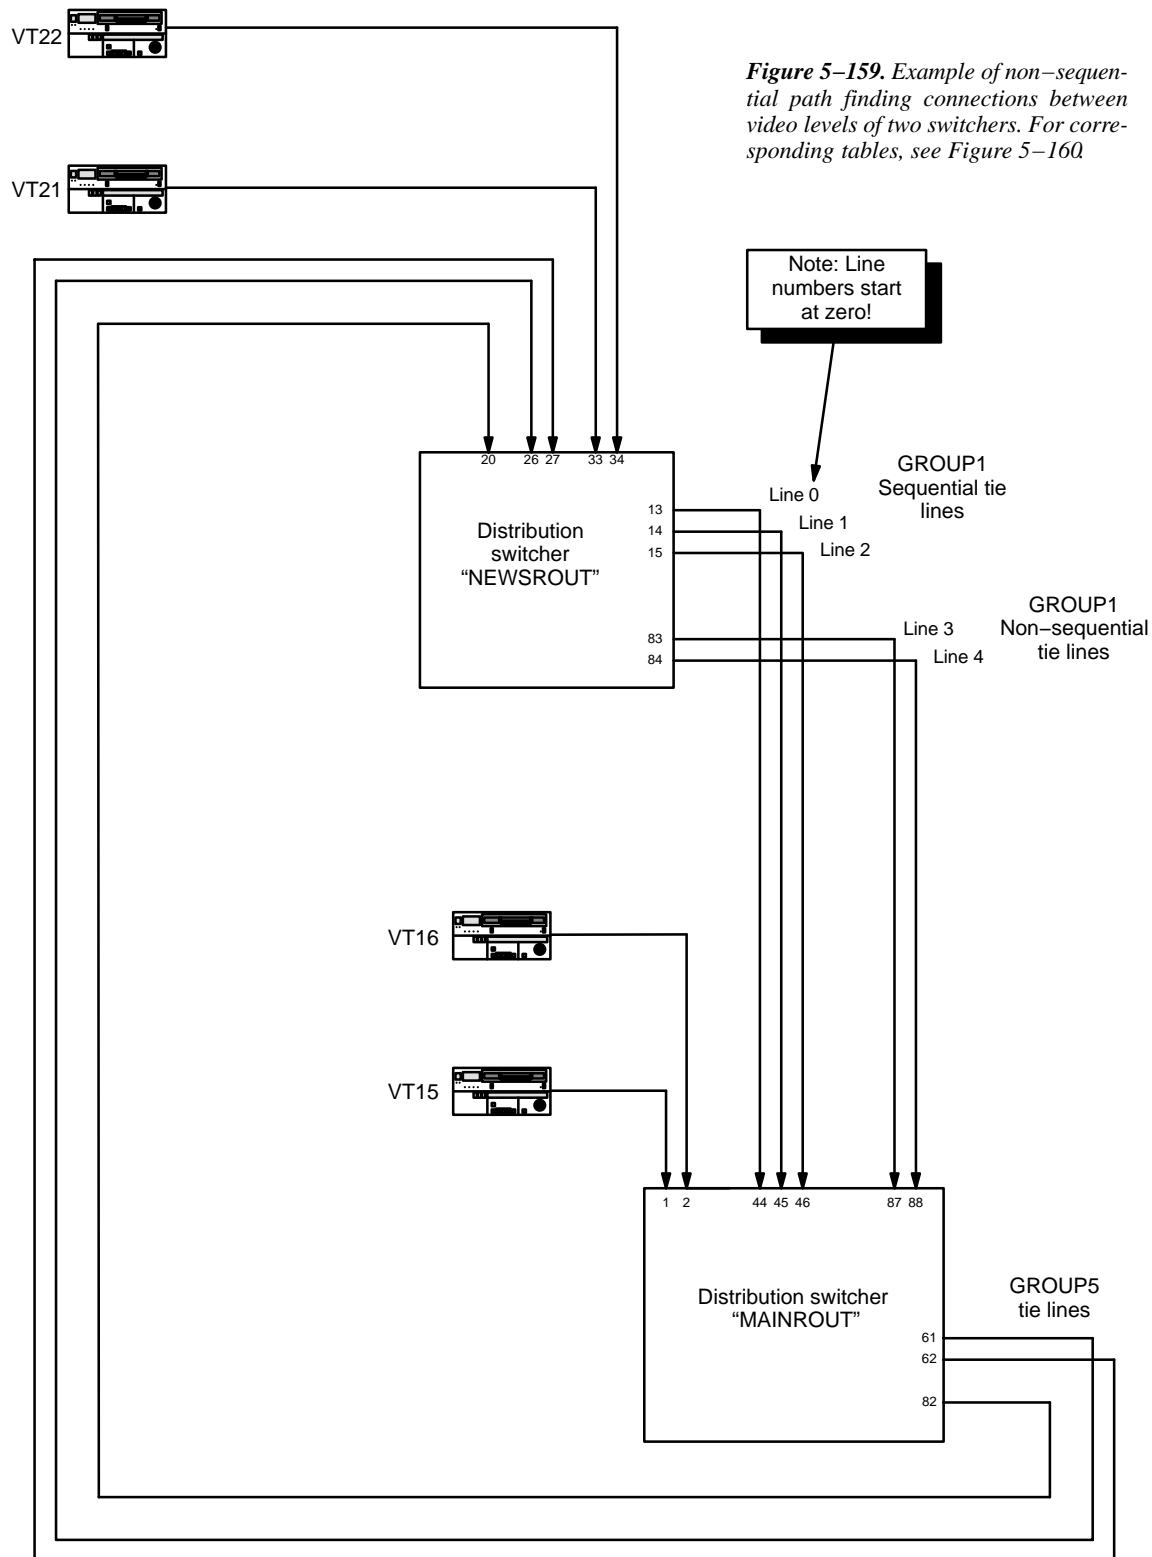 VT22
Figure 5–159. Example of non–sequen-
tial path finding connections between
video levels of two switchers. For corre-
sponding tables, see Figure 5–160.
VT21
Note: Line
numbers start
at zero!
20 26 27 33 34
GROUP1
Sequential tie
lines
Line 0
Line 1
Line 2
13
14
15
Distribution
switcher
“NEWSROUT”
GROUP1
Non–sequential
tie lines
Line 3
Line 4
83
84
VT16
VT15
1 2 44 45 46 87 88
Distribution switcher
“MAINROUT”
GROUP5
tie lines
61
62
82